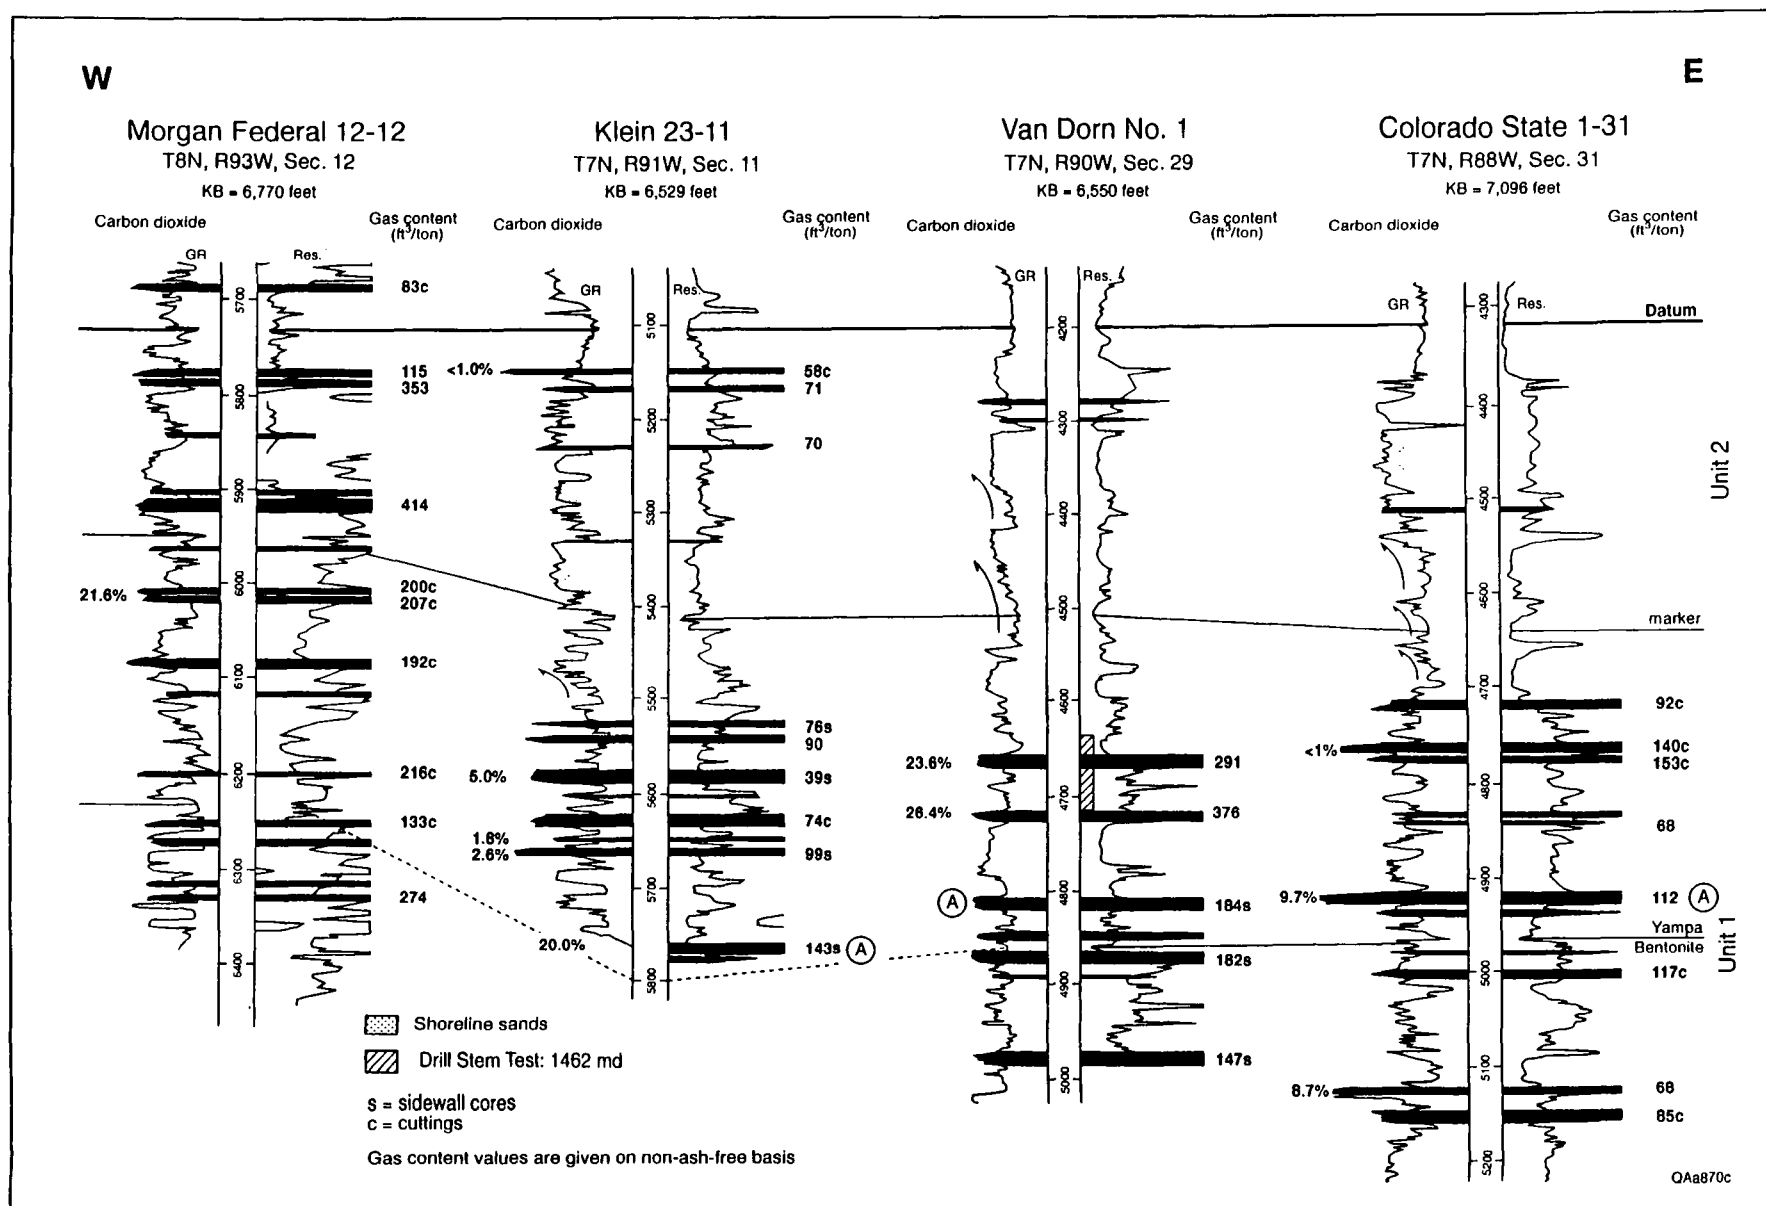 W
E
Morgan Federal 12-12
T8N, R93W, Sec. 12
KB = 6,770 feet
Carbon dioxide
Gas content
(ft³/ton)
GR
Res.
5700
5800
5900
6000
6100
6200
6300
6400
83c
115
353
414
21.6%
200c
207c
192c
216c
133c
274
Klein 23-11
T7N, R91W, Sec. 11
KB = 6,529 feet
Carbon dioxide
Gas content
(ft³/ton)
GR
Res.
5100
5200
5300
5400
5500
5600
5700
5800
<1.0%
58c
71
70
76s
90
5.0%
39s
74c
1.8%
2.6%
99s
20.0%
143s
A
Van Dorn No. 1
T7N, R90W, Sec. 29
KB = 6,550 feet
Carbon dioxide
Gas content
(ft³/ton)
GR
Res.
4200
4300
4400
4500
4600
4700
4800
4900
5000
23.6%
291
26.4%
376
A
184s
182s
147s
Colorado State 1-31
T7N, R88W, Sec. 31
KB = 7,096 feet
Carbon dioxide
Gas content
(ft³/ton)
GR
Res.
4300
4400
4500
4600
4700
4800
4900
5000
5100
5200
Datum
marker
92c
<1%
140c
153c
68
9.7%
112
A
Yampa
Bentonite
117c
8.7%
68
85c
Unit 2
Unit 1
Shoreline sands
Drill Stem Test: 1462 md
s = sidewall cores
c = cuttings
Gas content values are given on non-ash-free basis
QAa870c